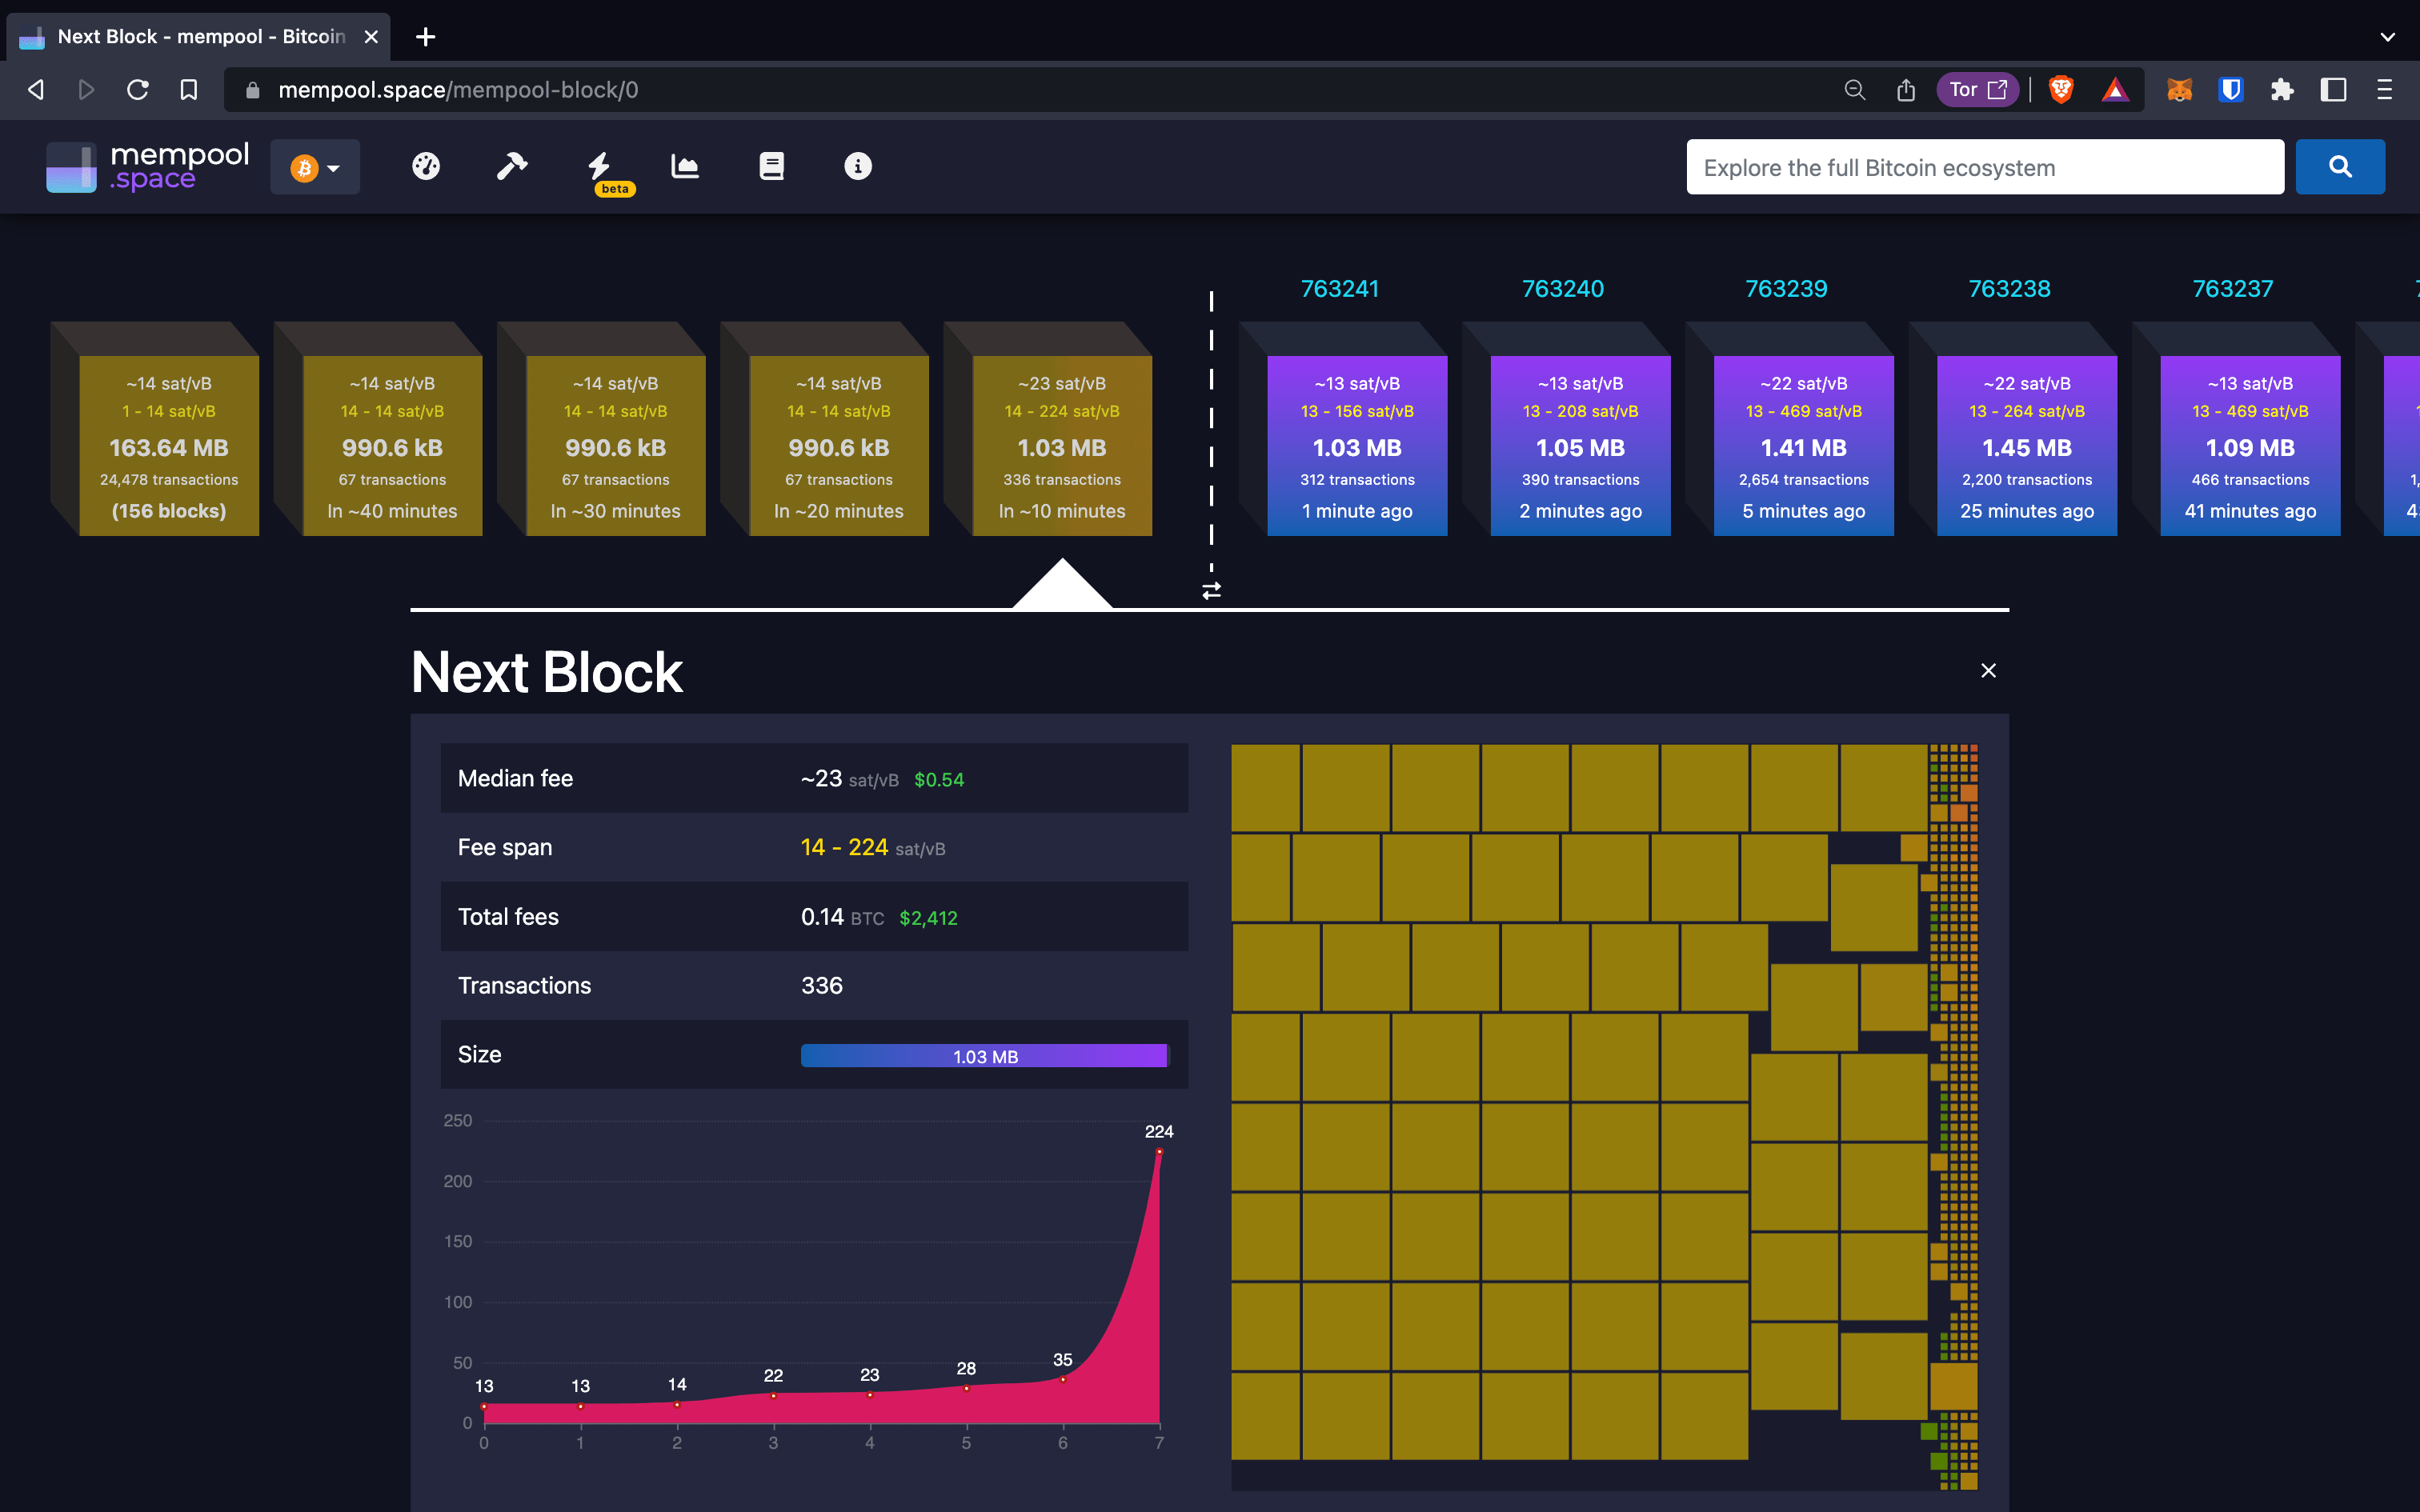 Next Block - mempool - Bitcoin
mempool.space/mempool-block/0
Tor
mempool
.space
beta
Explore the full Bitcoin ecosystem
763241
763240
763239
763238
763237
~14 sat/vB
1 - 14 sat/vB
163.64 MB
24,478 transactions
(156 blocks)
~14 sat/vB
14 - 14 sat/vB
990.6 kB
67 transactions
In ~40 minutes
~14 sat/vB
14 - 14 sat/vB
990.6 kB
67 transactions
In ~30 minutes
~14 sat/vB
14 - 14 sat/vB
990.6 kB
67 transactions
In ~20 minutes
~23 sat/vB
14 - 224 sat/vB
1.03 MB
336 transactions
In ~10 minutes
~13 sat/vB
13 - 156 sat/vB
1.03 MB
312 transactions
1 minute ago
~13 sat/vB
13 - 208 sat/vB
1.05 MB
390 transactions
2 minutes ago
~22 sat/vB
13 - 469 sat/vB
1.41 MB
2,654 transactions
5 minutes ago
~22 sat/vB
13 - 264 sat/vB
1.45 MB
2,200 transactions
25 minutes ago
~13 sat/vB
13 - 469 sat/vB
1.09 MB
466 transactions
41 minutes ago
Next Block
Median fee ~23 sat/vB $0.54
Fee span 14 - 224 sat/vB
Total fees 0.14 BTC $2,412
Transactions 336
Size 1.03 MB
250
200
150
100
50
0
13 13 14 22 23 28 35 224
0 1 2 3 4 5 6 7